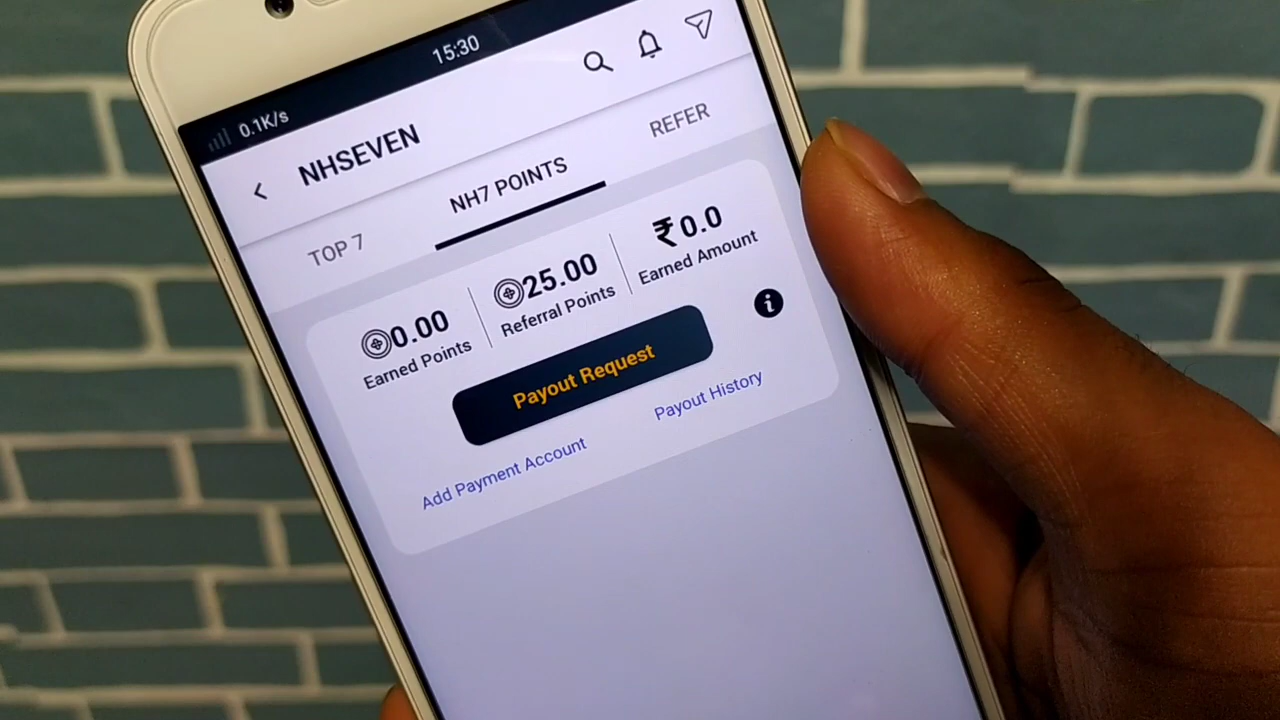 15:30
0.1K/s
NHSEVEN
TOP 7
NH7 POINTS
REFER
0.00
Earned Points
25.00
Referral Points
₹0.0
Earned Amount
Payout Request
Add Payment Account
Payout History